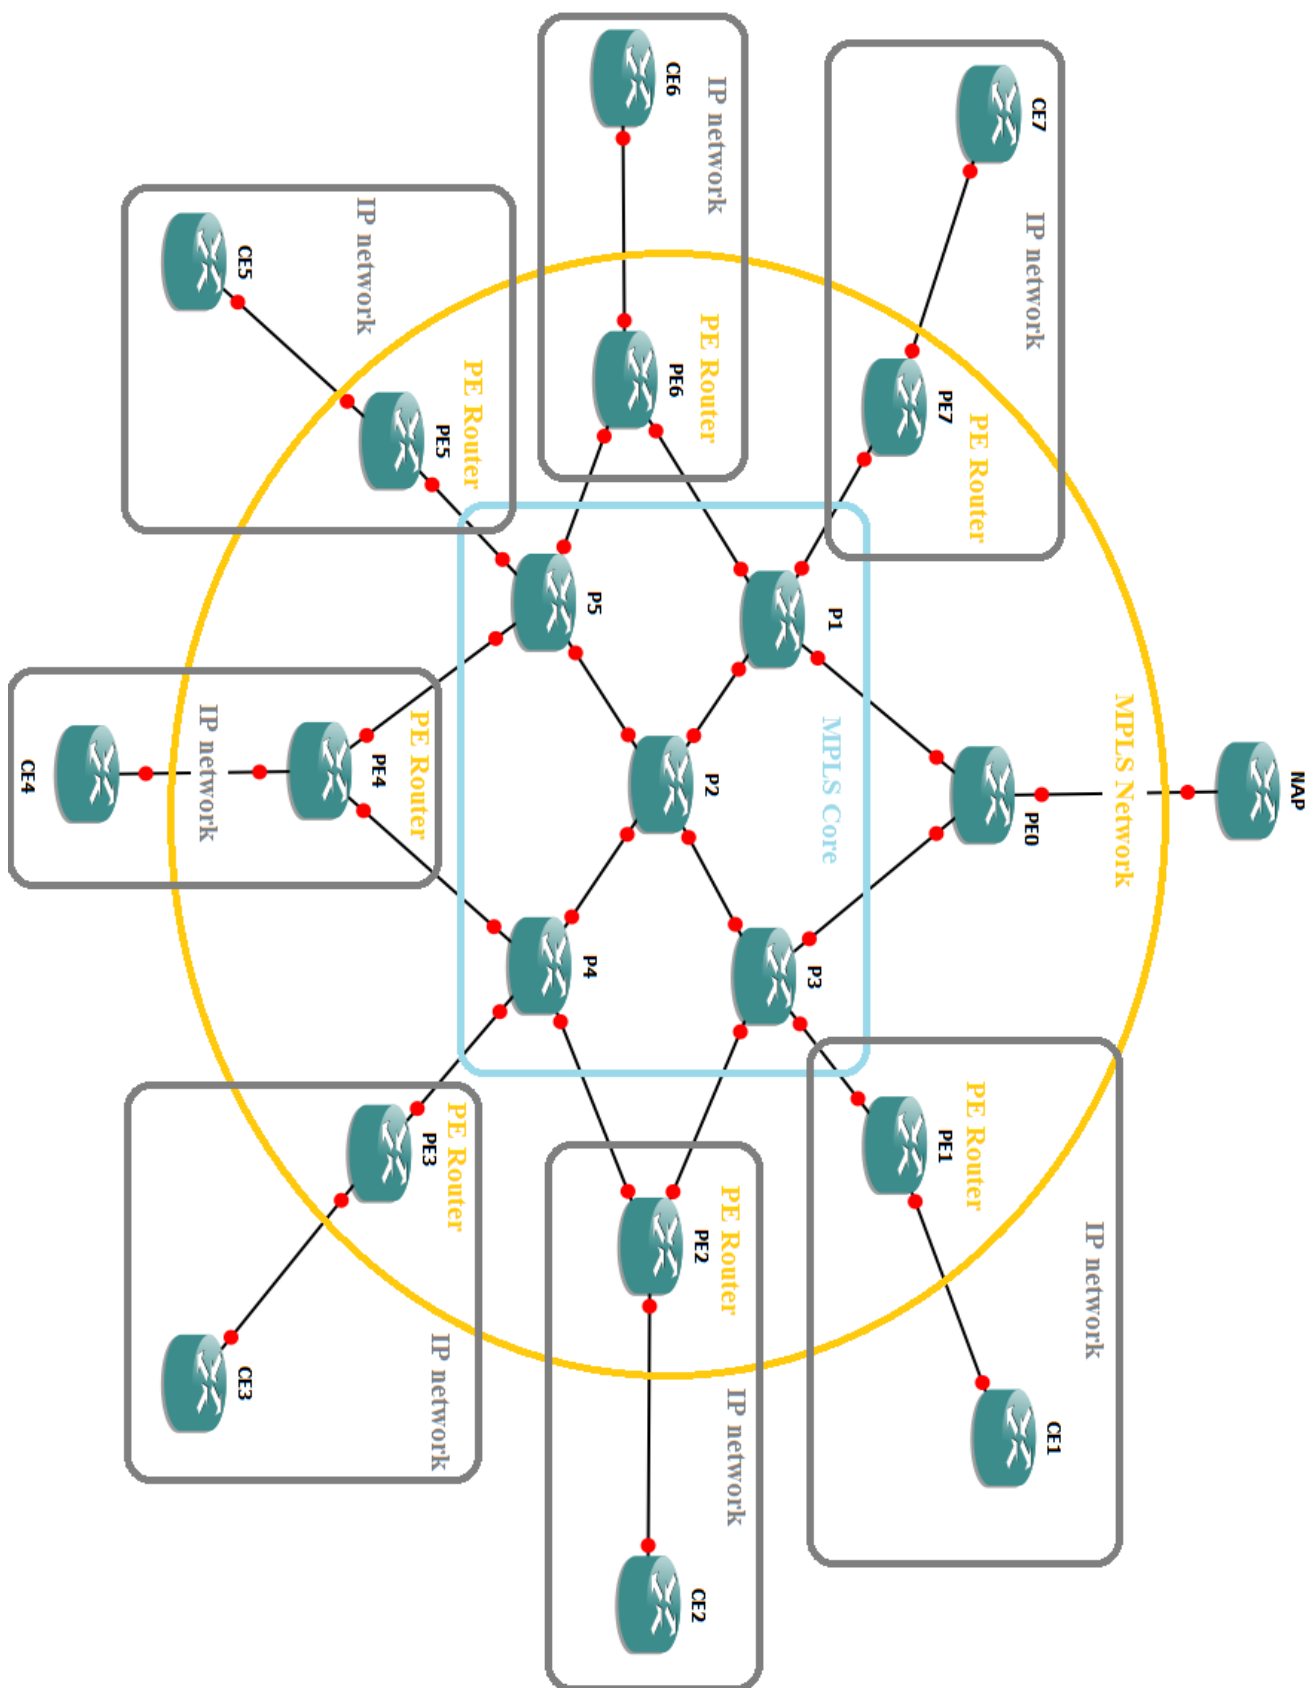 NAP
MPLS Network
CE7
IP network
PE7
PE Router
PE0
CE1
IP network
PE1
PE Router
P1
MPLS Core
P3
CE6
IP network
PE Router
PE6
P2
PE Router
PE2
IP network
CE2
P5
P4
IP network
CE5
PE Router
PE5
PE Router
PE4
IP network
CE4
PE Router
PE3
IP network
CE3